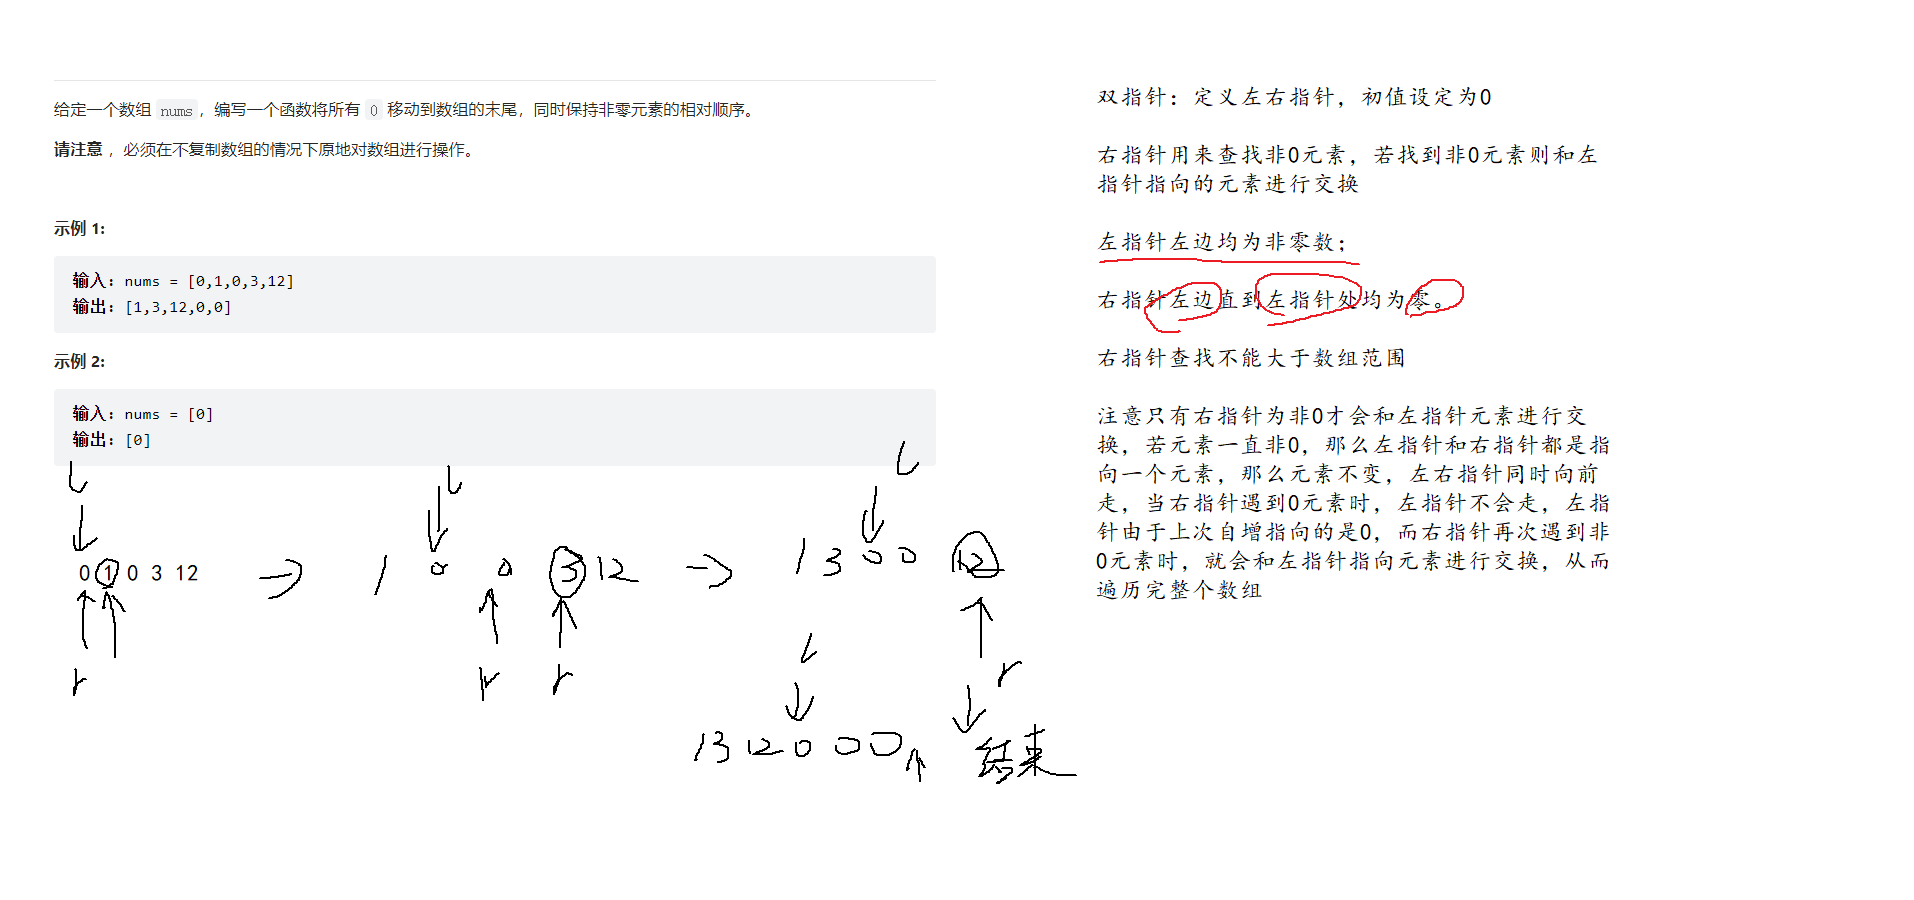 给定一个数组 nums，编写一个函数将所有 0 移动到数组的末尾，同时保持非零元素的相对顺序。
请注意 ，必须在不复制数组的情况下原地对数组进行操作。
示例 1:
输入: nums = [0,1,0,3,12]
输出: [1,3,12,0,0]
示例 2:
输入: nums = [0]
输出: [0]
L
L
L
0 1 0 3 12
1 0 0 3 12
1 3 0 0 12
r
r
r
r
L
1 3 12 0 0 0
结束
双指针：定义左右指针，初值设定为0
右指针用来查找非0元素，若找到非0元素则和左
指针指向的元素进行交换
左指针左边均为非零数；
右指针左边直到左指针处均为零。
右指针查找不能大于数组范围
注意只有右指针为非0才会和左指针元素进行交
换，若元素一直非0，那么左指针和右指针都是指
向一个元素，那么元素不变，左右指针同时向前
走，当右指针遇到0元素时，左指针不会走，左指
针由于上次自增指向的是0，而右指针再次遇到非
0元素时，就会和左指针指向元素进行交换，从而
遍历完整个数组